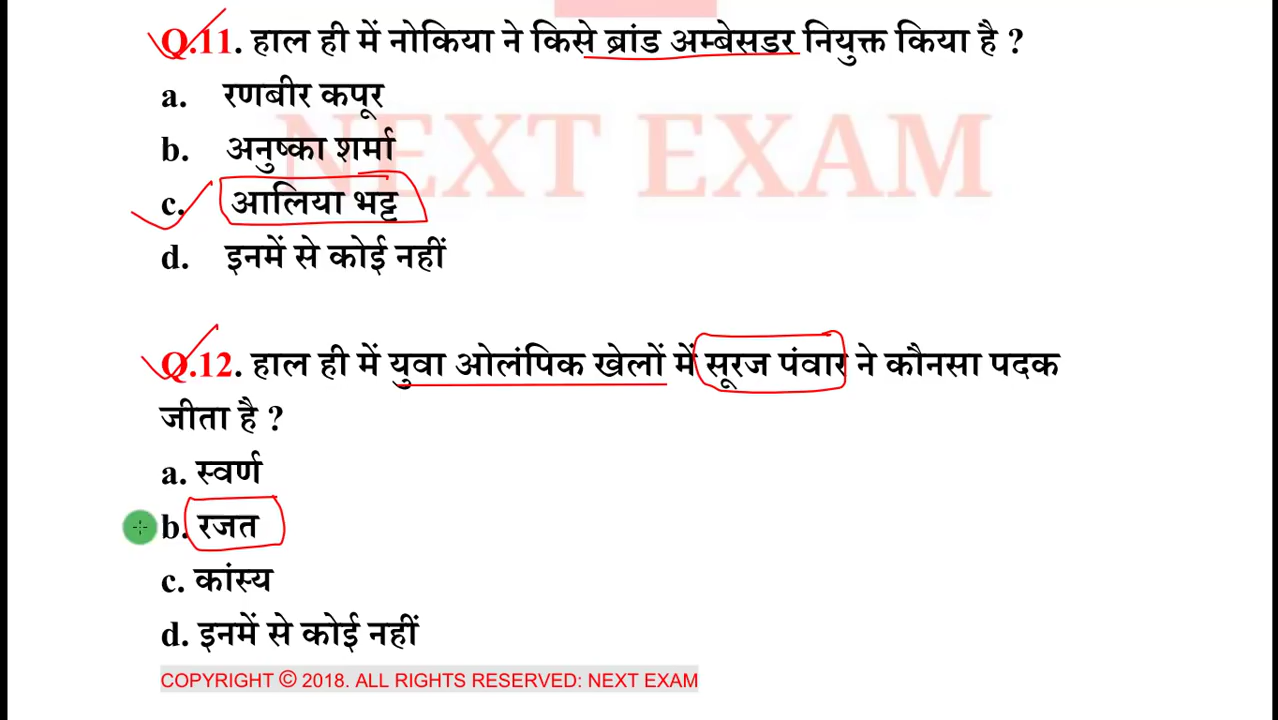 Q.11. हाल ही में नोकिया ने किसे ब्रांड अम्बेसडर नियुक्त किया है ?
a. रणबीर कपूर
b. अनुष्का शर्मा
c. आलिया भट्ट
d. इनमें से कोई नहीं
NEXT EXAM
Q.12. हाल ही में युवा ओलंपिक खेलों में सूरज पंवार ने कौनसा पदक
जीता है ?
a. स्वर्ण
b. रजत
c. कांस्य
d. इनमें से कोई नहीं
COPYRIGHT © 2018. ALL RIGHTS RESERVED: NEXT EXAM